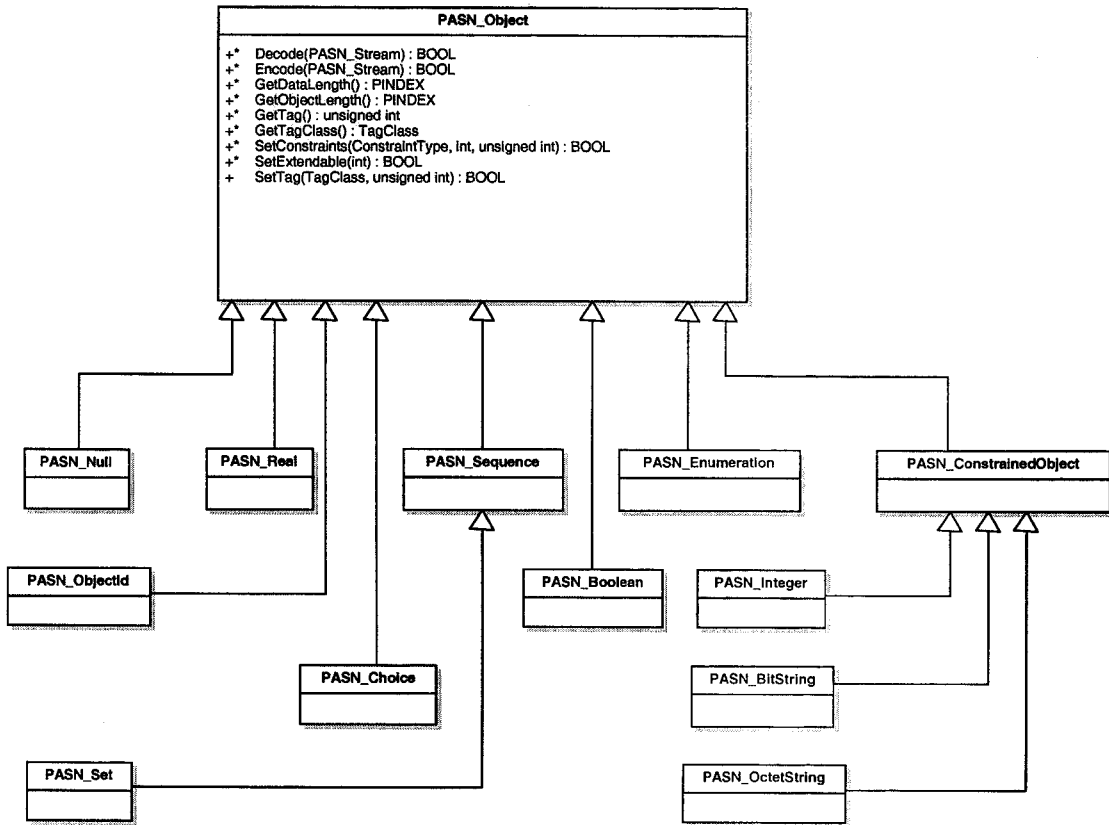 PASN_Object
+* Decode(PASN_Stream) : BOOL
+* Encode(PASN_Stream) : BOOL
+* GetDataLength() : PINDEX
+* GetObjectLength() : PINDEX
+* GetTag() : unsigned int
+* GetTagClass() : TagClass
+* SetConstraints(ConstraintType, int, unsigned int) : BOOL
+* SetExtendable(int) : BOOL
+ SetTag(TagClass, unsigned int) : BOOL
PASN_Null
PASN_Real
PASN_Sequence
PASN_Enumeration
PASN_ConstrainedObject
PASN_ObjectId
PASN_Boolean
PASN_Integer
PASN_Choice
PASN_BitString
PASN_Set
PASN_OctetString